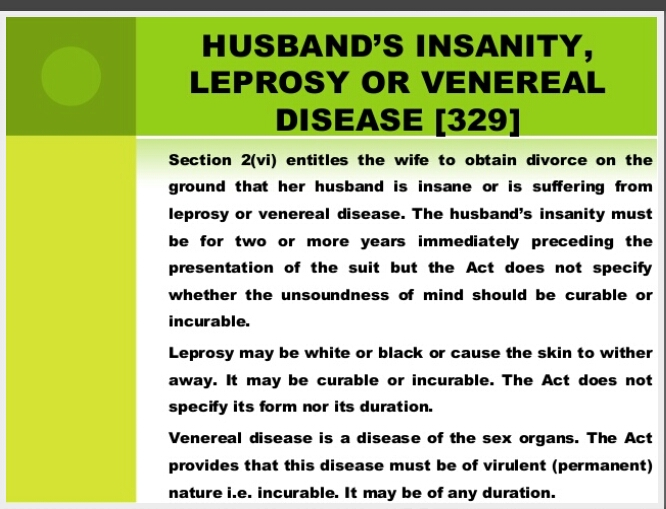 HUSBAND’S INSANITY,
LEPROSY OR VENEREAL
DISEASE [329]
Section 2(vi) entitles the wife to obtain divorce on the
ground that her husband is insane or is suffering from
leprosy or venereal disease. The husband’s insanity must
be for two or more years immediately preceding the
presentation of the suit but the Act does not specify
whether the unsoundness of mind should be curable or
incurable.
Leprosy may be white or black or cause the skin to wither
away. It may be curable or incurable. The Act does not
specify its form nor its duration.
Venereal disease is a disease of the sex organs. The Act
provides that this disease must be of virulent (permanent)
nature i.e. incurable. It may be of any duration.